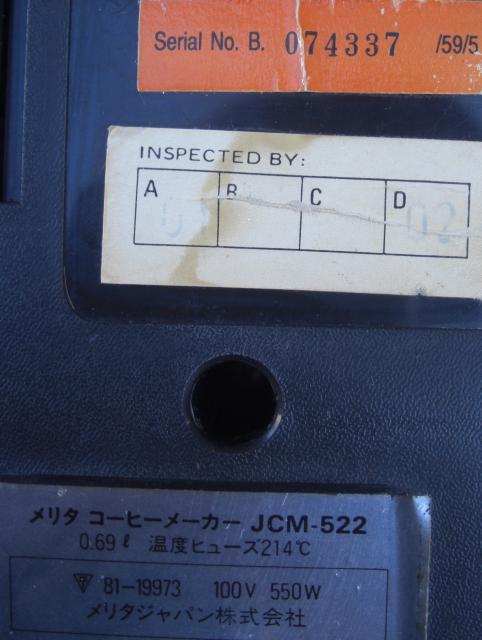 Serial No. B. 074337 /59/5
INSPECTED BY:
A B C D
02
メリタ コーヒーメーカー JCM-522
0.69ℓ 温度ヒューズ214℃
81-19973 100V 550W
メリタジャパン株式会社